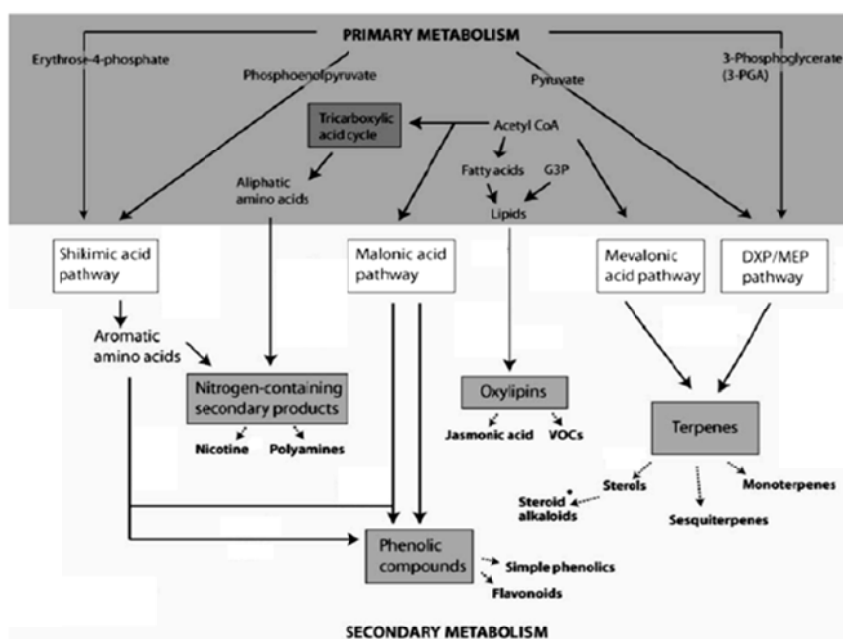 PRIMARY METABOLISM
Erythrose-4-phosphate
Phosphoenolpyruvate
Pyruvate
3-Phosphoglycerate
(3-PGA)
Tricarboxylic
acid cycle
Acetyl CoA
Fatty acids
G3P
Aliphatic
amino acids
Lipids
Shikimic acid
pathway
Malonic acid
pathway
Mevalonic
acid pathway
DXP/MEP
pathway
Aromatic
amino acids
Nitrogen-containing
secondary products
Oxylipins
Terpenes
Nicotine
Polyamines
Jasmonic acid
VOCs
Sterols
Monoterpenes
Steroid
alkaloids
Sesquiterpenes
Phenolic
compounds
Simple phenolics
Flavonoids
SECONDARY METABOLISM